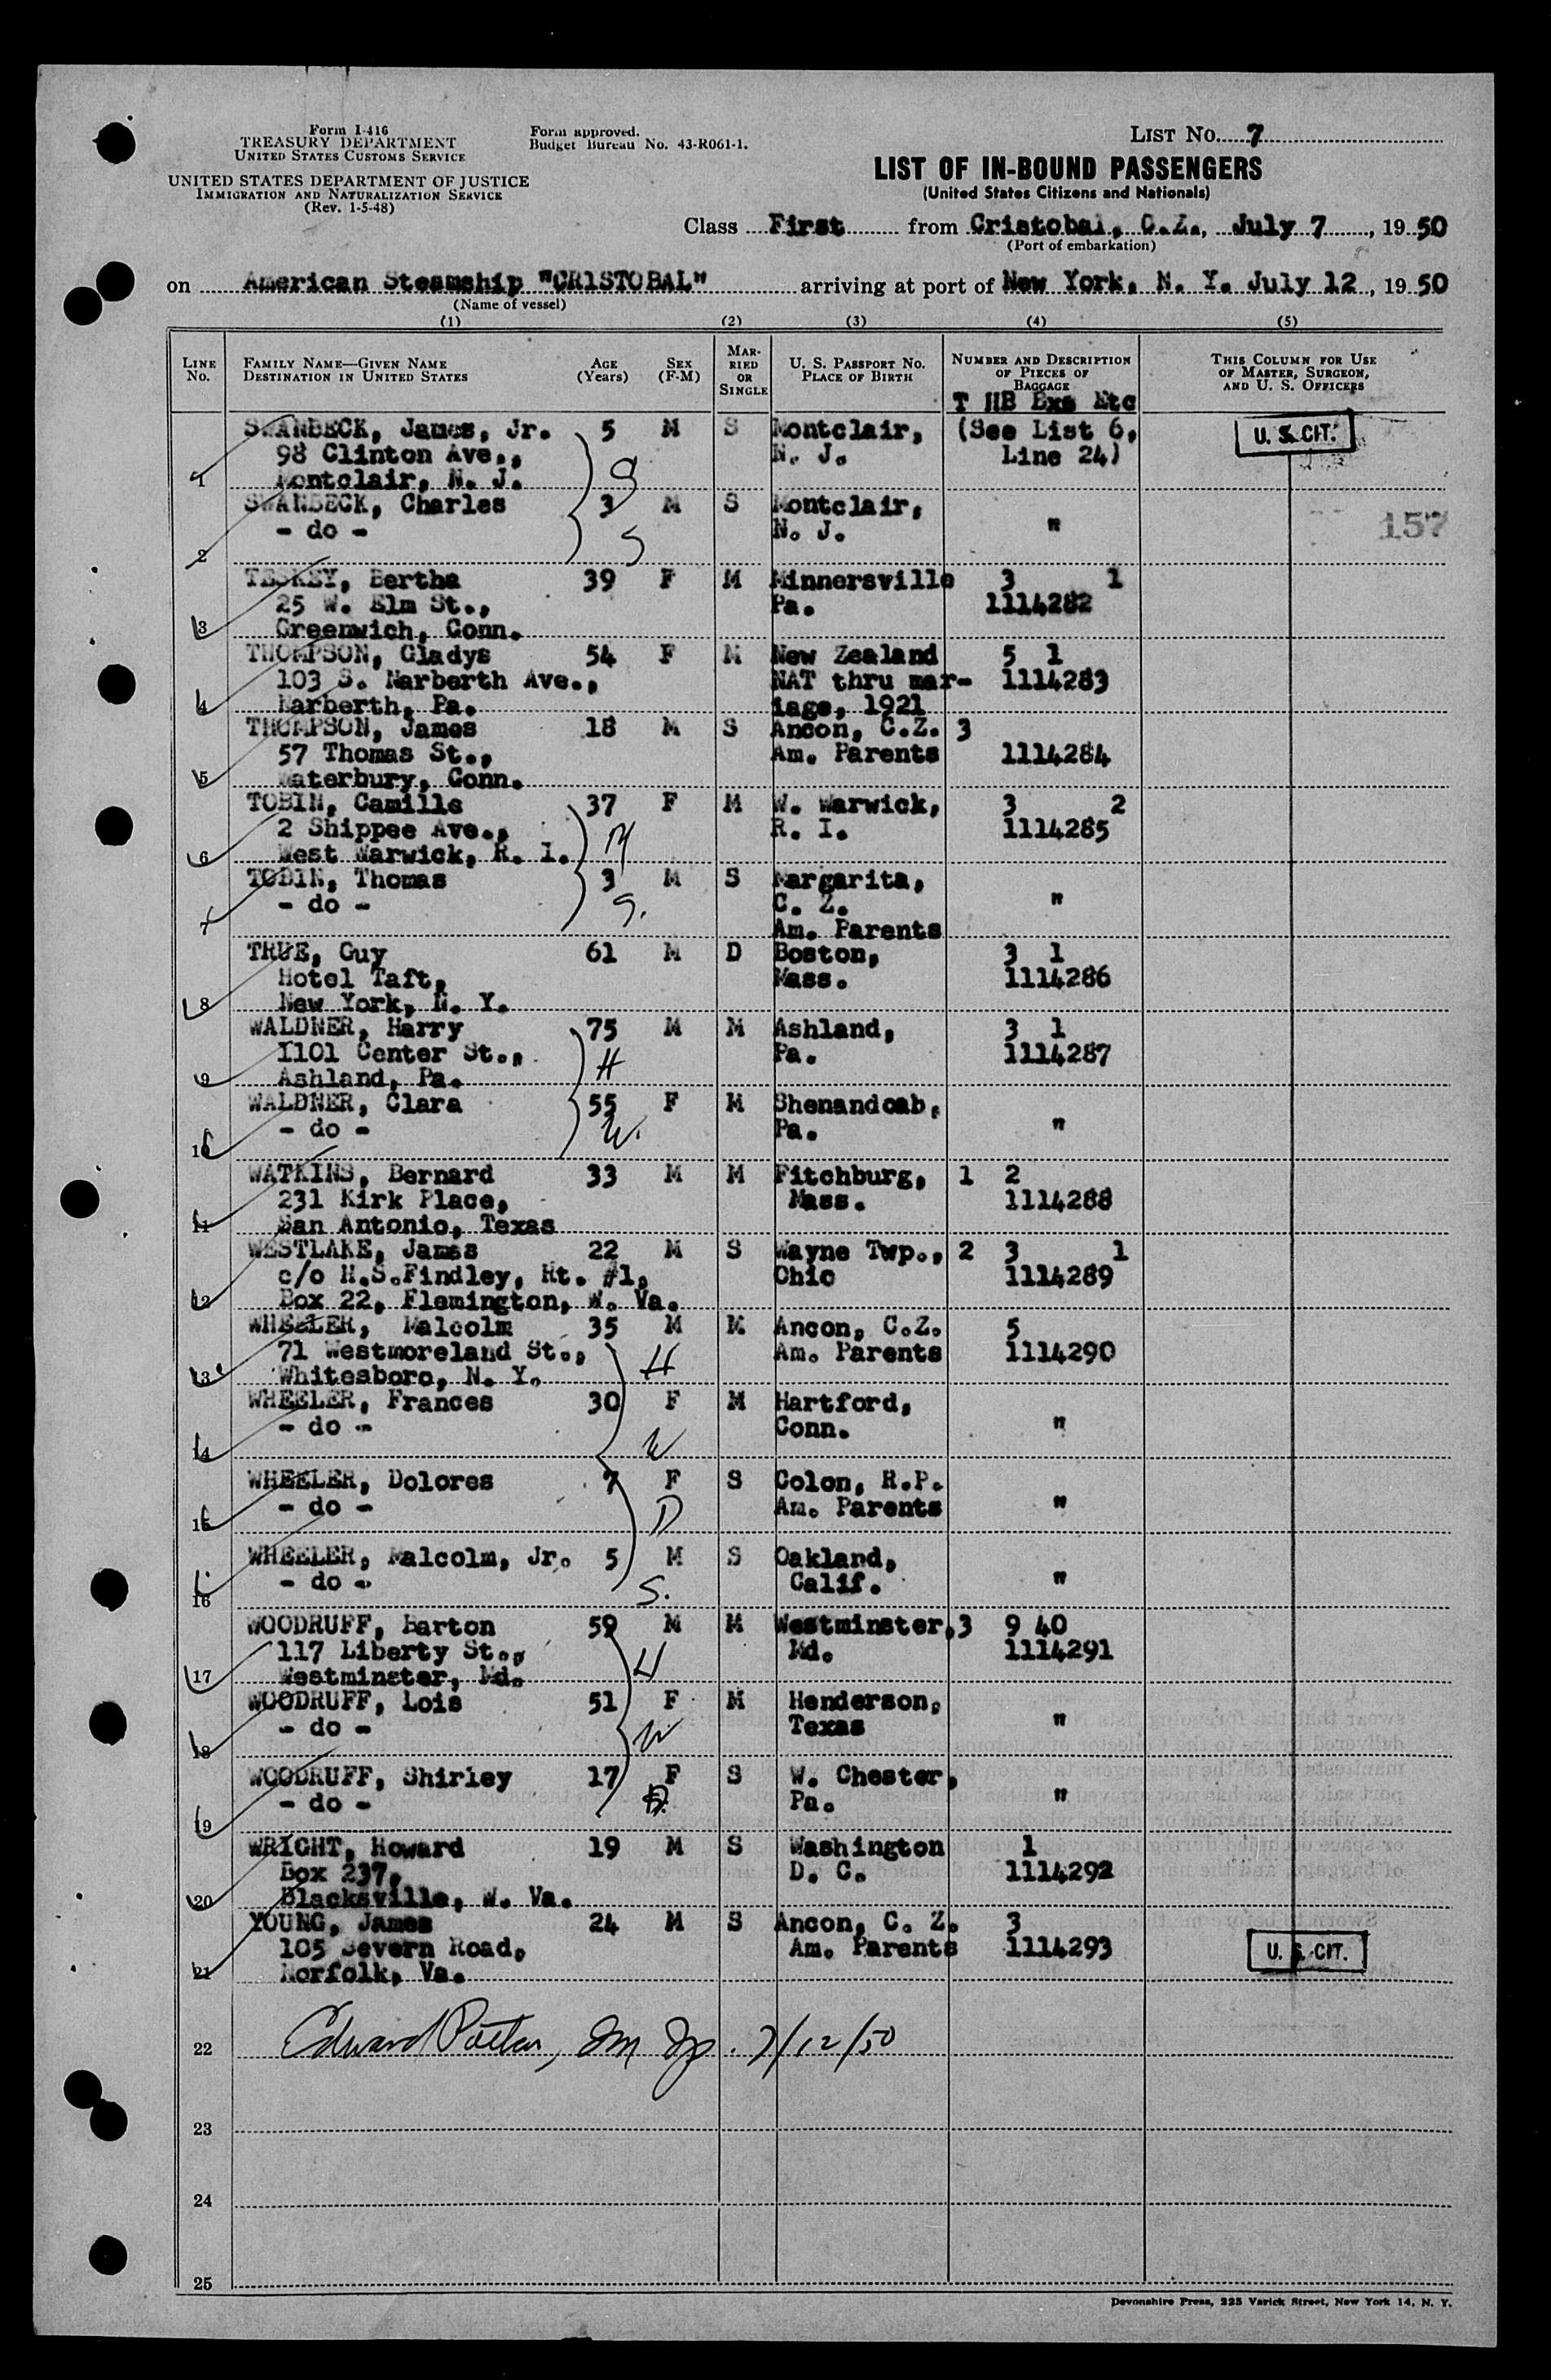 Form I-416
TREASURY DEPARTMENT
UNITED STATES CUSTOMS SERVICE
UNITED STATES DEPARTMENT OF JUSTICE
IMMIGRATION AND NATURALIZATION SERVICE
(Rev. 1-5-48)
Form approved.
Budget Bureau No. 43-R061-1.
LIST No. 7
LIST OF IN-BOUND PASSENGERS
(United States Citizens and Nationals)
Class First from Cristobal, C.Z., July 7, 1950
(Port of embarkation)
on American Steamship "CRISTOBAL" arriving at port of New York, N. Y. July 12, 1950
(Name of vessel)
(1) (2) (3) (4) (5)
LINE No.
FAMILY NAME—GIVEN NAME
DESTINATION IN UNITED STATES
AGE (Years)
SEX (F-M)
MARRIED OR SINGLE
U. S. PASSPORT NO.
PLACE OF BIRTH
NUMBER AND DESCRIPTION OF PIECES OF BAGGAGE
T HB Bxs Etc
THIS COLUMN FOR USE OF MASTER, SURGEON, AND U. S. OFFICERS
SWANBECK, James, Jr. 5 M S Montclair, (See List 6, U. S. CIT.
98 Clinton Ave., N. J. Line 24)
1 Montclair, N. J. S
SWANBECK, Charles 3 M S Montclair, 157
- do - N. J. "
2 S
TESKEY, Bertha 39 F M Minnersville 3 1
25 W. Elm St., Pa. 1114282
3 Greenwich, Conn.
THOMPSON, Gladys 54 F M New Zealand 5 1
103 S. Narberth Ave., NAT thru mar- 1114283
4 Narberth, Pa. iage, 1921
THOMPSON, James 18 M S Ancon, C.Z. 3
57 Thomas St., Am. Parents 1114284
5 Waterbury, Conn.
TOBIN, Camille 37 F M W. Warwick, 3 2
2 Shippee Ave., R. I. 1114285
6 West Warwick, R. I. M
TOBIN, Thomas 3 M S Margarita,
- do - C. Z. "
7 S. Am. Parents
TRUE, Guy 61 M D Boston, 3 1
Hotel Taft, Mass. 1114286
8 New York, N. Y.
WALDNER, Harry 75 M M Ashland, 3 1
1101 Center St., H Pa. 1114287
9 Ashland, Pa.
WALDNER, Clara 55 F M Shenandoab,
- do - W. Pa. "
10
WATKINS, Bernard 33 M M Fitchburg, 1 2
231 Kirk Place, Mass. 1114288
11 San Antonio, Texas
WESTLAKE, James 22 M S Wayne Twp., 2 3 1
c/o H.S.Findley, Rt. #1, Ohio 1114289
12 Box 22, Flemington, W. Va.
WHEELER, Malcolm 35 M M Ancon, C.Z. 5
71 Westmoreland St., H Am. Parents 1114290
13 Whitesboro, N. Y.
WHEELER, Frances 30 F M Hartford,
- do - Conn. "
14 W
WHEELER, Dolores 7 F S Colon, R.P.
- do - Am. Parents "
15 D
WHEELER, Malcolm, Jr. 5 M S Oakland,
- do - Calif. "
16 S.
WOODRUFF, Barton 59 M M Westminster, 3 9 40
117 Liberty St., H Md. 1114291
17 Westminster, Md.
WOODRUFF, Lois 51 F M Henderson,
- do - W Texas "
18
WOODRUFF, Shirley 17 F S W. Chester,
- do - D. Pa. "
19
WRIGHT, Howard 19 M S Washington 1
Box 237, D. C. 1114292
20 Blacksville, W. Va.
YOUNG, James 24 M S Ancon, C. Z. 3
105 Severn Road, Am. Parents 1114293 U. S. CIT.
21 Norfolk, Va.
22 Edward 7/12/50
23
24
25
Devonshire Press, 225 Varick Street, New York 14, N. Y.